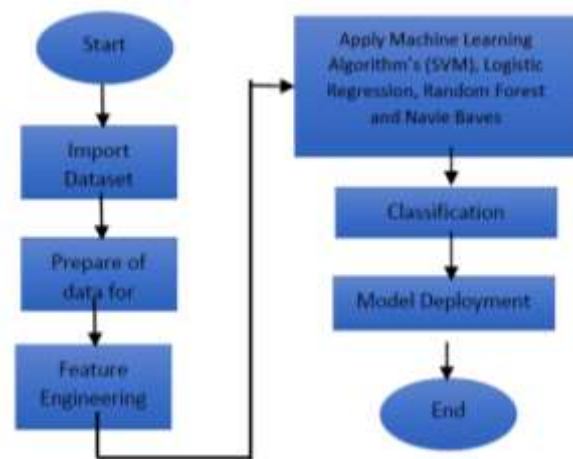 Start
Import
Dataset
Prepare of
data for
Feature
Engineering
Apply Machine Learning
Algorithm's (SVM), Logistic
Regression, Random Forest
and Navie Baves
Classification
Model Deployment
End